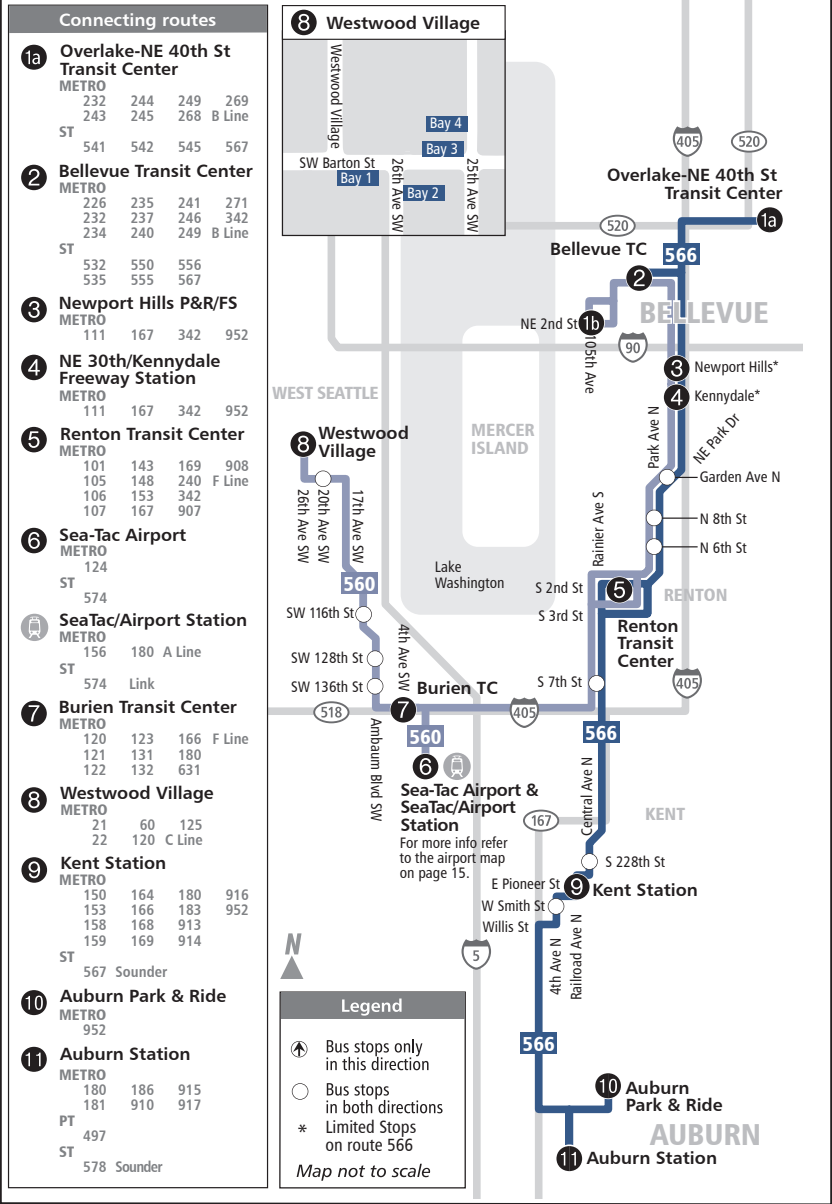 Connecting routes
1a Overlake-NE 40th St
Transit Center
METRO
232 244 249 269
243 245 268 B Line
ST
541 542 545 567
2 Bellevue Transit Center
METRO
226 235 241 271
232 237 246 342
234 240 249 B Line
ST
532 550 556
535 555 567
3 Newport Hills P&R/FS
METRO
111 167 342 952
4 NE 30th/Kennydale
Freeway Station
METRO
111 167 342 952
5 Renton Transit Center
METRO
101 143 169 908
105 148 240 F Line
106 153 342
107 167 907
6 Sea-Tac Airport
METRO
124
ST
574
SeaTac/Airport Station
METRO
156 180 A Line
ST
574 Link
7 Burien Transit Center
METRO
120 123 166 F Line
121 131 180
122 132 631
8 Westwood Village
METRO
21 60 125
22 120 C Line
9 Kent Station
METRO
150 164 180 916
153 166 183 952
158 168 913
159 169 914
ST
567 Sounder
10 Auburn Park & Ride
METRO
952
11 Auburn Station
METRO
180 186 915
181 910 917
PT
497
ST
578 Sounder
8 Westwood Village
Westwood Village
Bay 4
Bay 3
SW Barton St
Bay 1
26th Ave SW
Bay 2
25th Ave SW
405
520
Overlake-NE 40th St
Transit Center
1a
520
Bellevue TC
566
2
BELLEVUE
NE 2nd St
1b
105th Ave
90
3 Newport Hills*
4 Kennydale*
WEST SEATTLE
MERCER
ISLAND
8 Westwood
Village
Park Ave N
NE Park Dr
Garden Ave N
26th Ave SW
20th Ave SW
17th Ave SW
N 8th St
N 6th St
Rainier Ave S
Lake
Washington
560
S 2nd St
5
RENTON
S 3rd St
Renton
Transit
Center
SW 116th St
4th Ave SW
SW 128th St
SW 136th St
Burien TC
S 7th St
405
518
7
405
560
566
Ambaum Blvd SW
6
Sea-Tac Airport &
SeaTac/Airport
Station
For more info refer
to the airport map
on page 15.
Central Ave N
167
KENT
S 228th St
E Pioneer St
9 Kent Station
W Smith St
Willis St
4th Ave N
Railroad Ave N
N
5
Legend
Bus stops only
in this direction
Bus stops
in both directions
* Limited Stops
on route 566
Map not to scale
566
10 Auburn
Park & Ride
AUBURN
11 Auburn Station